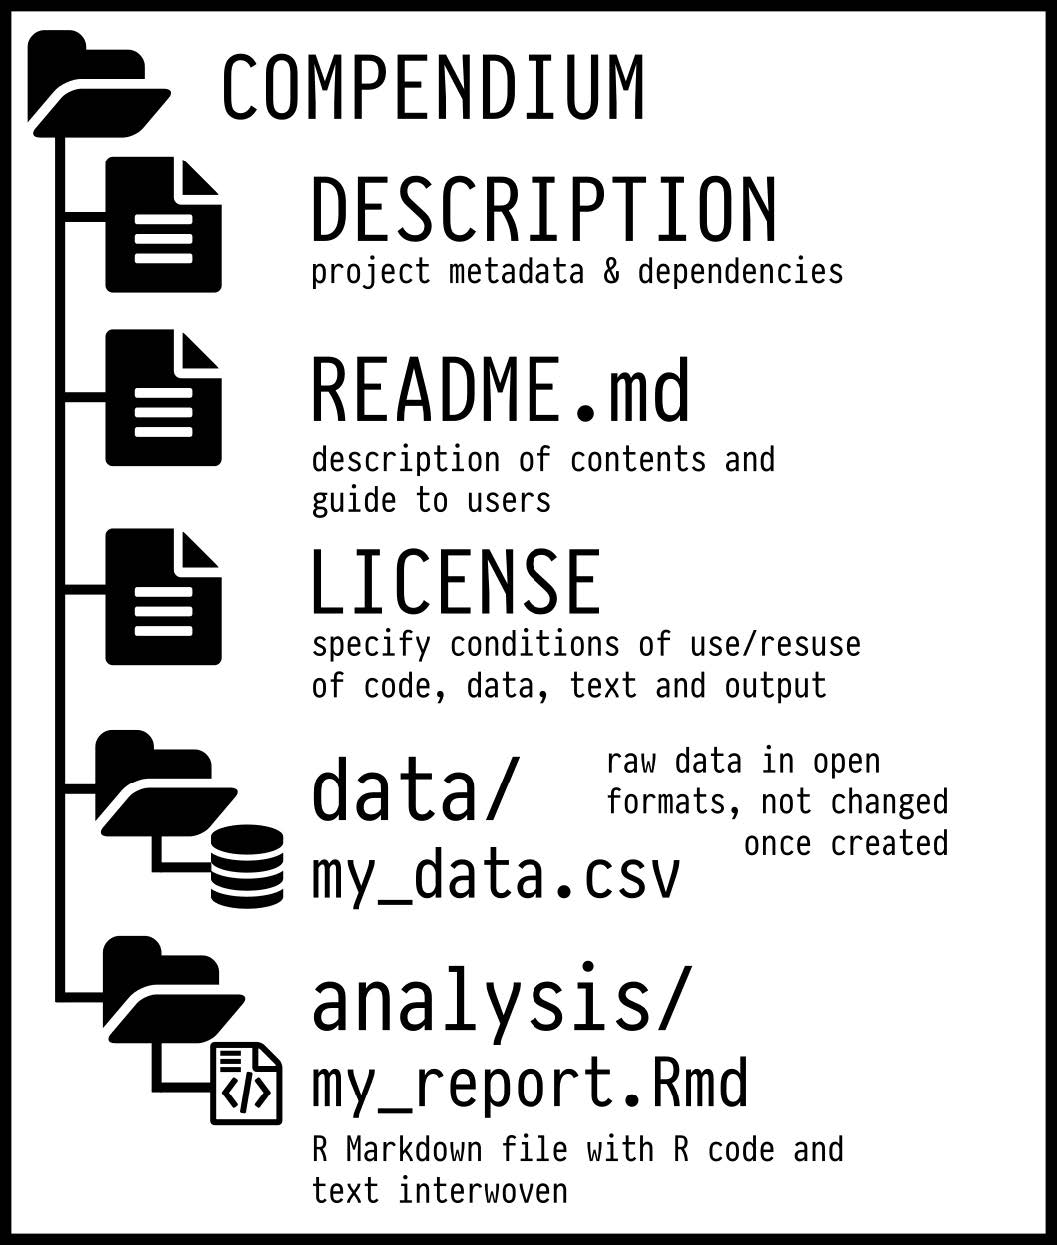 COMPENDIUM
DESCRIPTION
project metadata & dependencies
README.md
description of contents and
guide to users
LICENSE
specify conditions of use/resuse
of code, data, text and output
data/
raw data in open
formats, not changed
once created
my_data.csv
analysis/
my_report.Rmd
R Markdown file with R code and
text interwoven